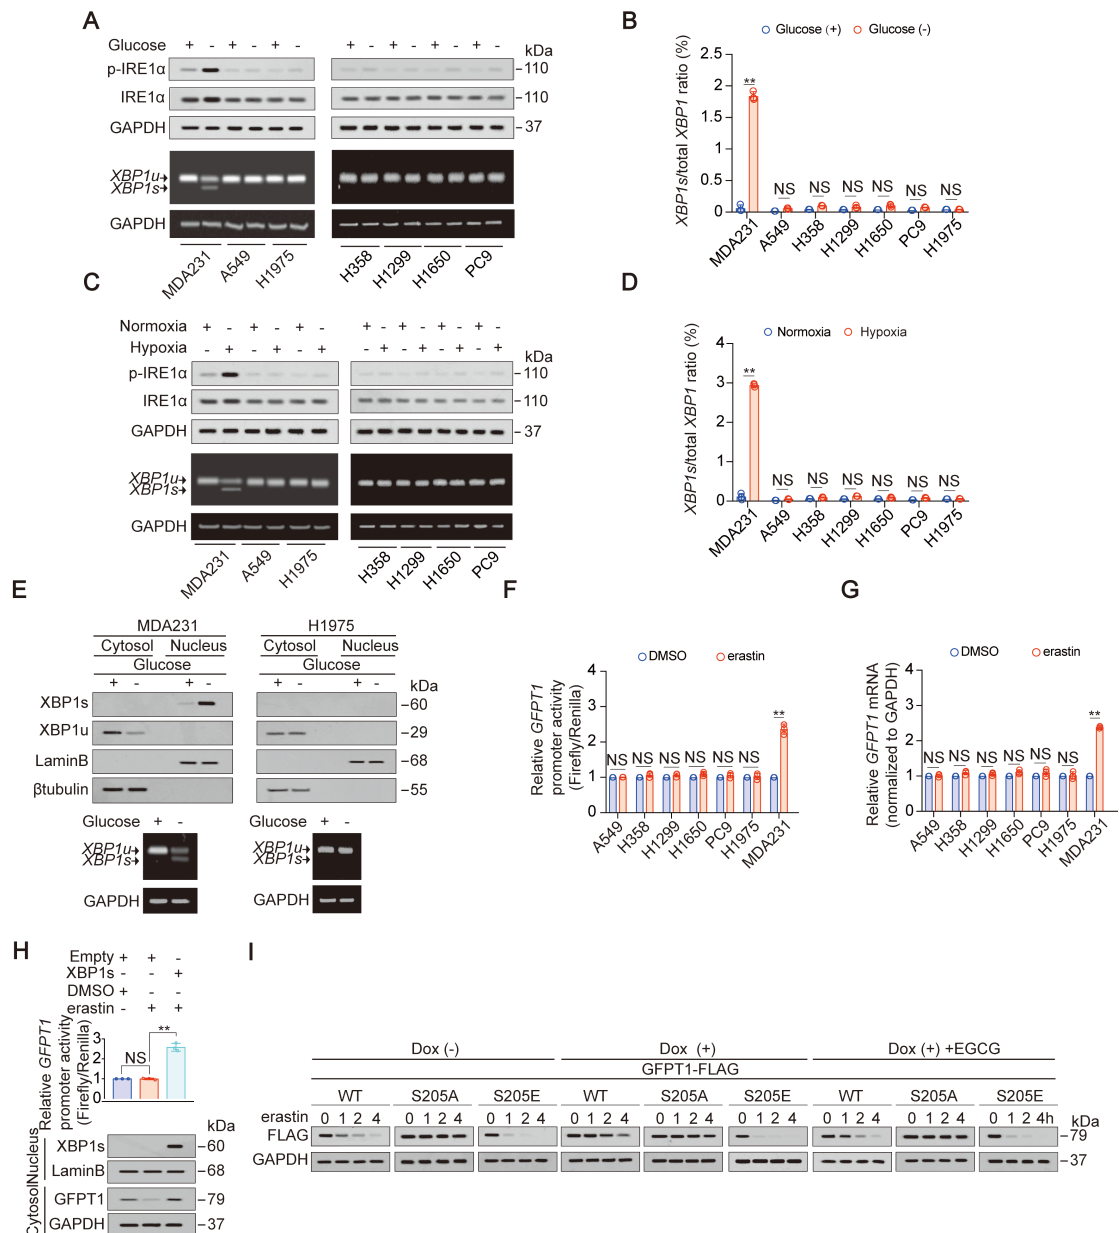 A
Glucose + - + - + - + - + - + - + -
kDa
p-IRE1α
110
IRE1α
110
GAPDH
37
XBP1u
XBP1s
GAPDH
MDA231 A549 H1975 H358 H1299 H1650 PC9
B
Glucose (+) Glucose (-)
XBP1s/total XBP1 ratio (%)
2.5
2
1.5
1
0.5
0
** NS NS NS NS NS NS
MDA231 A549 H358 H1299 H1650 PC9 H1975
C
Normoxia + - + - + - + - + - + - + -
Hypoxia - + - + - + - + - + - + - +
kDa
p-IRE1α
110
IRE1α
110
GAPDH
37
XBP1u
XBP1s
GAPDH
MDA231 A549 H1975 H358 H1299 H1650 PC9
D
Normoxia Hypoxia
XBP1s/total XBP1 ratio (%)
4
3
2
1
0
** NS NS NS NS NS NS
MDA231 A549 H358 H1299 H1650 PC9 H1975
E
MDA231 H1975
Cytosol Nucleus Cytosol Nucleus
Glucose Glucose
+ - + - + - + - kDa
XBP1s 60
XBP1u 29
LaminB 68
βtubulin 55
Glucose + - Glucose + -
XBP1u XBP1u
XBP1s XBP1s
GAPDH GAPDH
F
DMSO erastin
Relative GFPT1
promoter activity
(Firefly/Renilla)
4
3
2
1
0
NS NS NS NS NS NS **
A549 H358 H1299 H1650 PC9 H1975 MDA231
G
DMSO erastin
Relative GFPT1 mRNA
(normalized to GAPDH)
4
3
2
1
0
NS NS NS NS NS NS **
A549 H358 H1299 H1650 PC9 H1975 MDA231
H
Empty + + -
XBP1s - - +
DMSO + - -
erastin - + +
Relative GFPT1
promoter activity
(Firefly/Renilla)
3
2
1
0
NS **
Nucleus
XBP1s 60
LaminB 68
Cytosol
GFPT1 79
GAPDH 37
kDa
I
Dox (-) Dox (+) Dox (+) +EGCG
GFPT1-FLAG
WT S205A S205E WT S205A S205E WT S205A S205E
erastin 0 1 2 4 0 1 2 4 0 1 2 4 0 1 2 4 0 1 2 4 0 1 2 4 0 1 2 4 0 1 2 4 0 1 2 4h kDa
FLAG 79
GAPDH 37